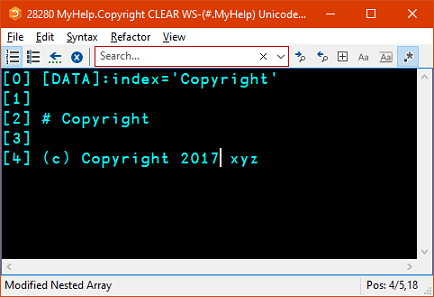 28280 MyHelp.Copyright CLEAR WS-(#.MyHelp) Unicode...
File Edit Syntax Refactor View
Search... Aa Aa .*
[0] [DATA]:index='Copyright'
[1]
[2] # Copyright
[3]
[4] (c) Copyright 2017 xyz
Modified Nested Array Pos: 4/5,18